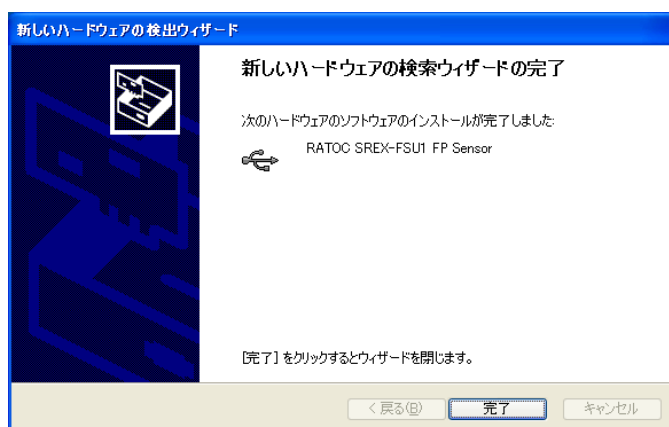 新しいハードウェアの検出ウィザード
新しいハードウェアの検索ウィザードの完了
次のハードウェアのソフトウェアのインストールが完了しました:
RATOC SREX-FSU1 FP Sensor
[完了] をクリックするとウィザードを閉じます。
< 戻る(B) 完了 キャンセル